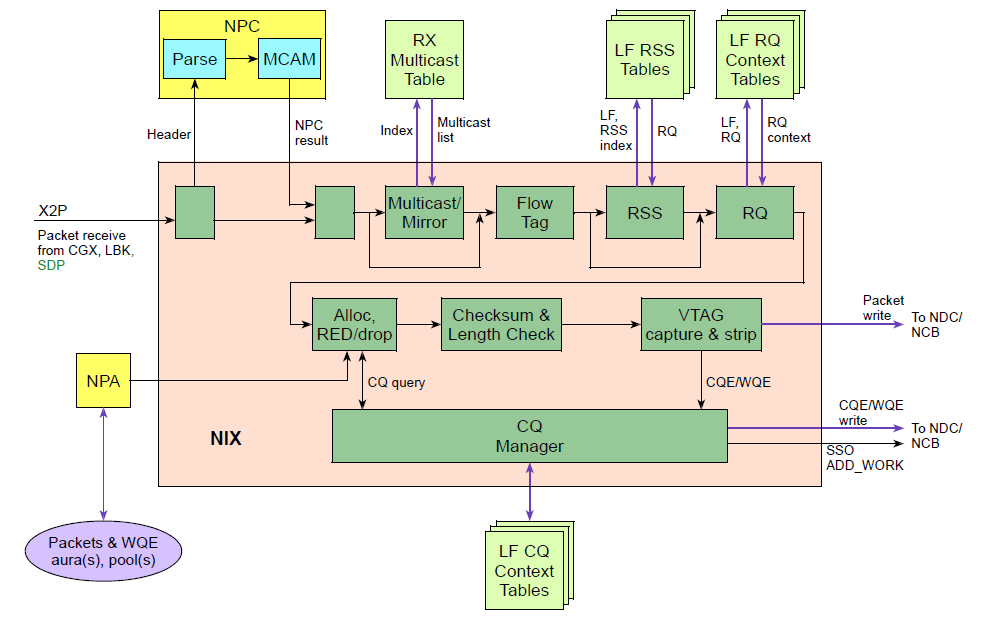 NPC
Parse
MCAM
RX
Multicast
Table
LF RSS
Tables
LF RQ
Context
Tables
Header
NPC
result
Index
Multicast
list
LF,
RSS
index
RQ
LF,
RQ
RQ
context
X2P
Packet receive
from CGX, LBK,
SDP
Multicast/
Mirror
Flow
Tag
RSS
RQ
Alloc,
RED/drop
Checksum &
Length Check
VTAG
capture & strip
Packet
write
To NDC/
NCB
NPA
CQ query
CQE/WQE
NIX
CQ
Manager
CQE/WQE
write
To NDC/
NCB
SSO
ADD_WORK
Packets & WQE
aura(s), pool(s)
LF CQ
Context
Tables